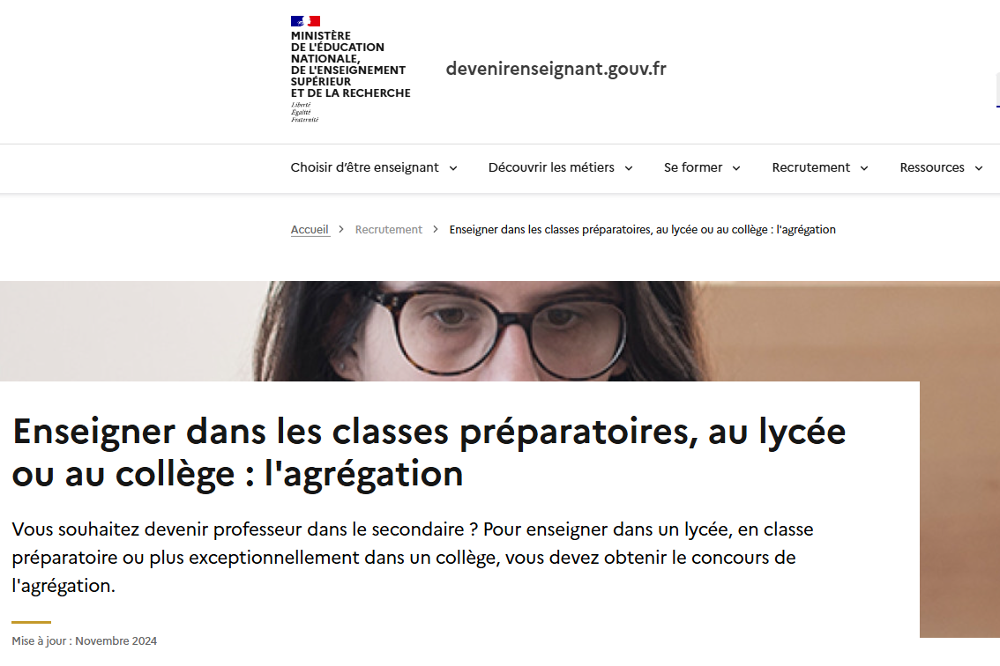 MINISTÈRE
DE L'ÉDUCATION
NATIONALE,
DE L'ENSEIGNEMENT
SUPÉRIEUR
ET DE LA RECHERCHE
Liberté
Égalité
Fraternité
devenirenseignant.gouv.fr
Choisir d’être enseignant Découvrir les métiers Se former Recrutement Ressources
Accueil > Recrutement > Enseigner dans les classes préparatoires, au lycée ou au collège : l'agrégation
Enseigner dans les classes préparatoires, au lycée
ou au collège : l'agrégation
Vous souhaitez devenir professeur dans le secondaire ? Pour enseigner dans un lycée, en classe
préparatoire ou plus exceptionnellement dans un collège, vous devez obtenir le concours de
l'agrégation.
Mise à jour : Novembre 2024